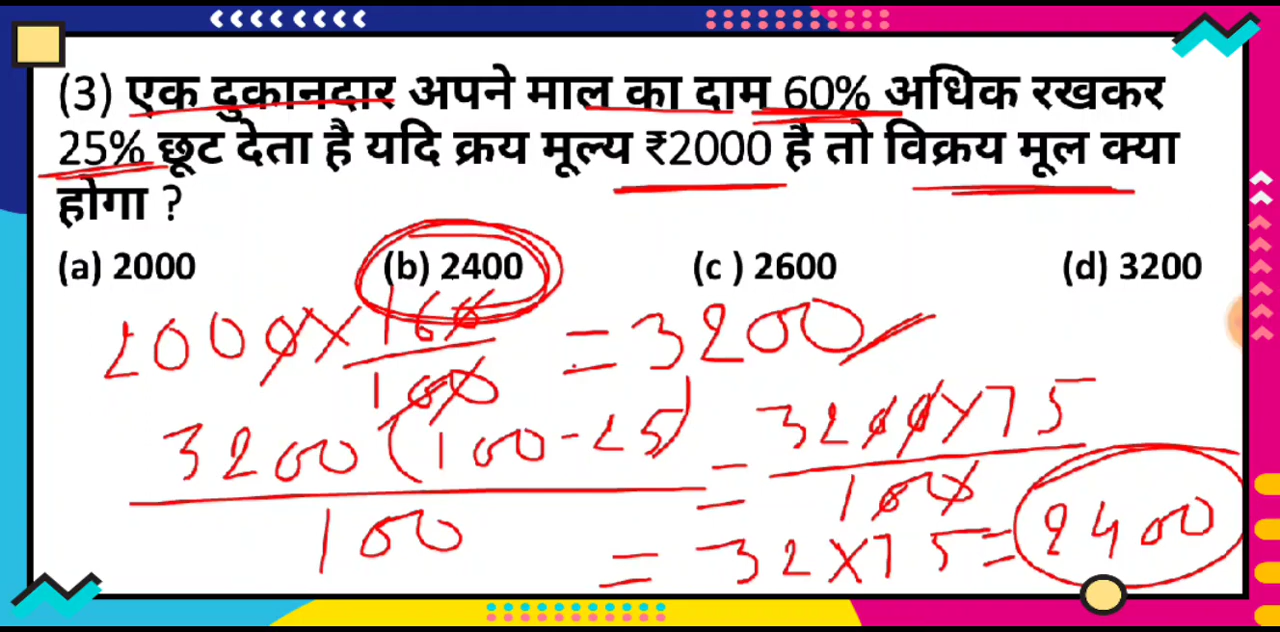 (3) एक दुकानदार अपने माल का दाम 60% अधिक रखकर
25% छूट देता है यदि क्रय मूल्य ₹2000 है तो विक्रय मूल क्या
होगा ?
(a) 2000 (b) 2400 (c ) 2600 (d) 3200
2000 × 160/100 = 3200
3200 (100-25)/100 = 3200×75/100
= 32×75 = 2400